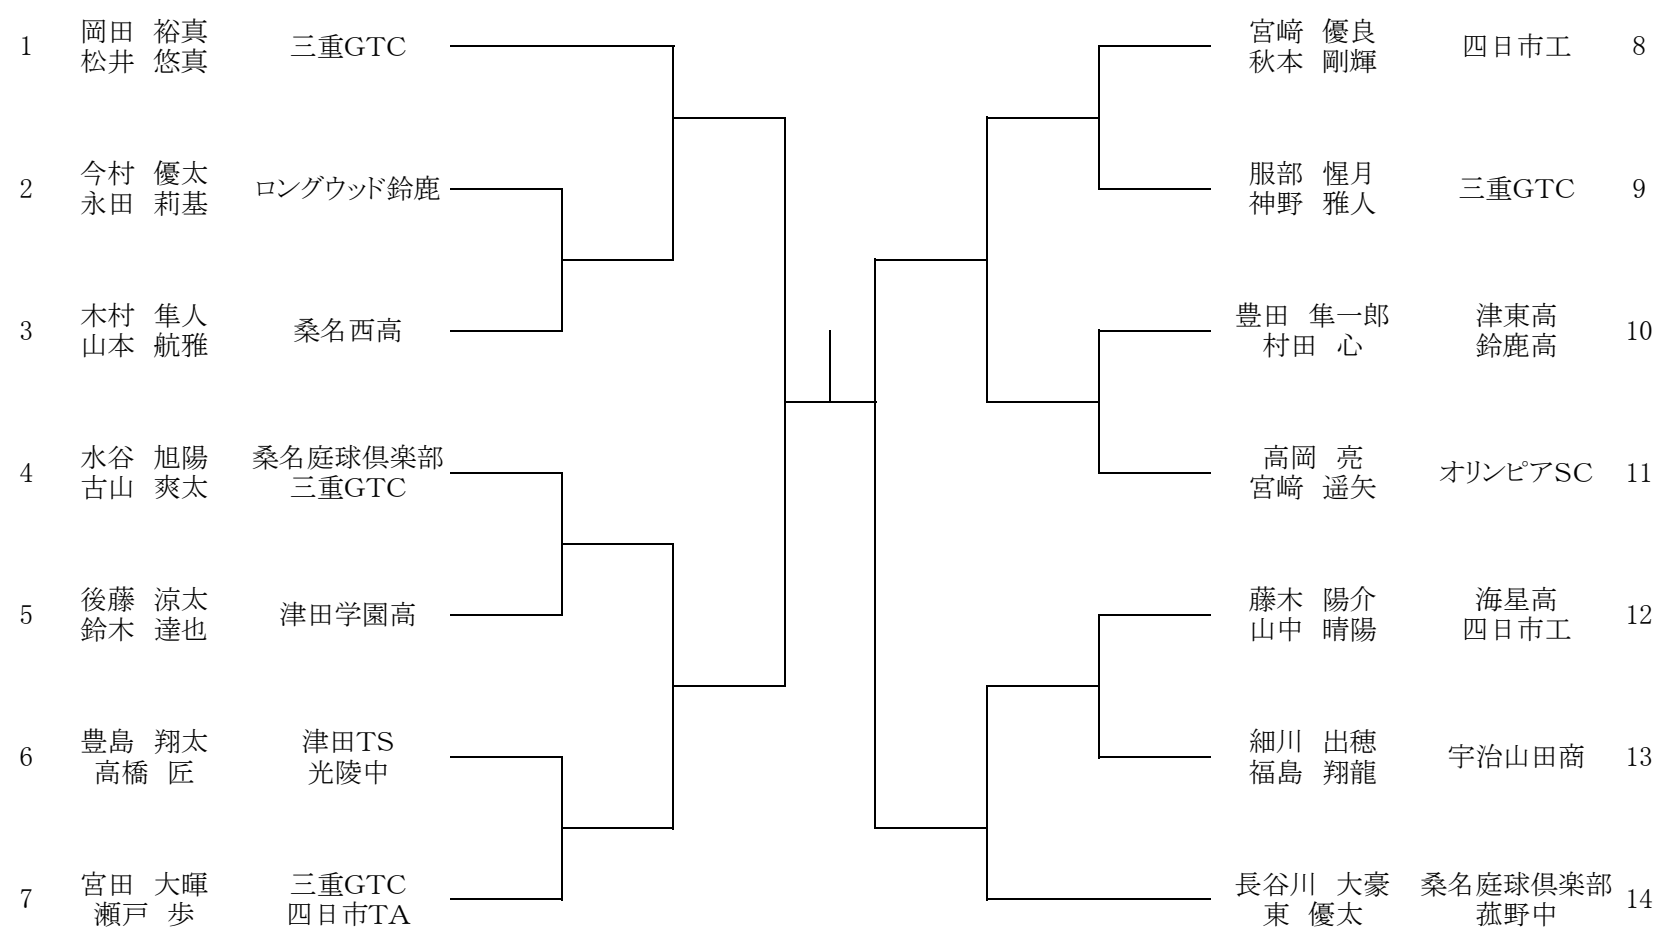 1 岡田 裕真 三重GTC
松井 悠真
2 今村 優太 ロングウッド鈴鹿
永田 莉基
3 木村 隼人 桑名西高
山本 航雅
4 水谷 旭陽 桑名庭球倶楽部
古山 爽太 三重GTC
5 後藤 涼太 津田学園高
鈴木 達也
6 豊島 翔太 津田TS
高橋 匠 光陵中
7 宮田 大暉 三重GTC
瀬戸 歩 四日市TA
宮﨑 優良 四日市工 8
秋本 剛輝
服部 惺月 三重GTC 9
神野 雅人
豊田 隼一郎 津東高 10
村田 心 鈴鹿高
高岡 亮 オリンピアSC 11
宮﨑 遥矢
藤木 陽介 海星高 12
山中 晴陽 四日市工
細川 出穂 宇治山田商 13
福島 翔龍
長谷川 大豪 桑名庭球倶楽部 14
東 優太 菰野中